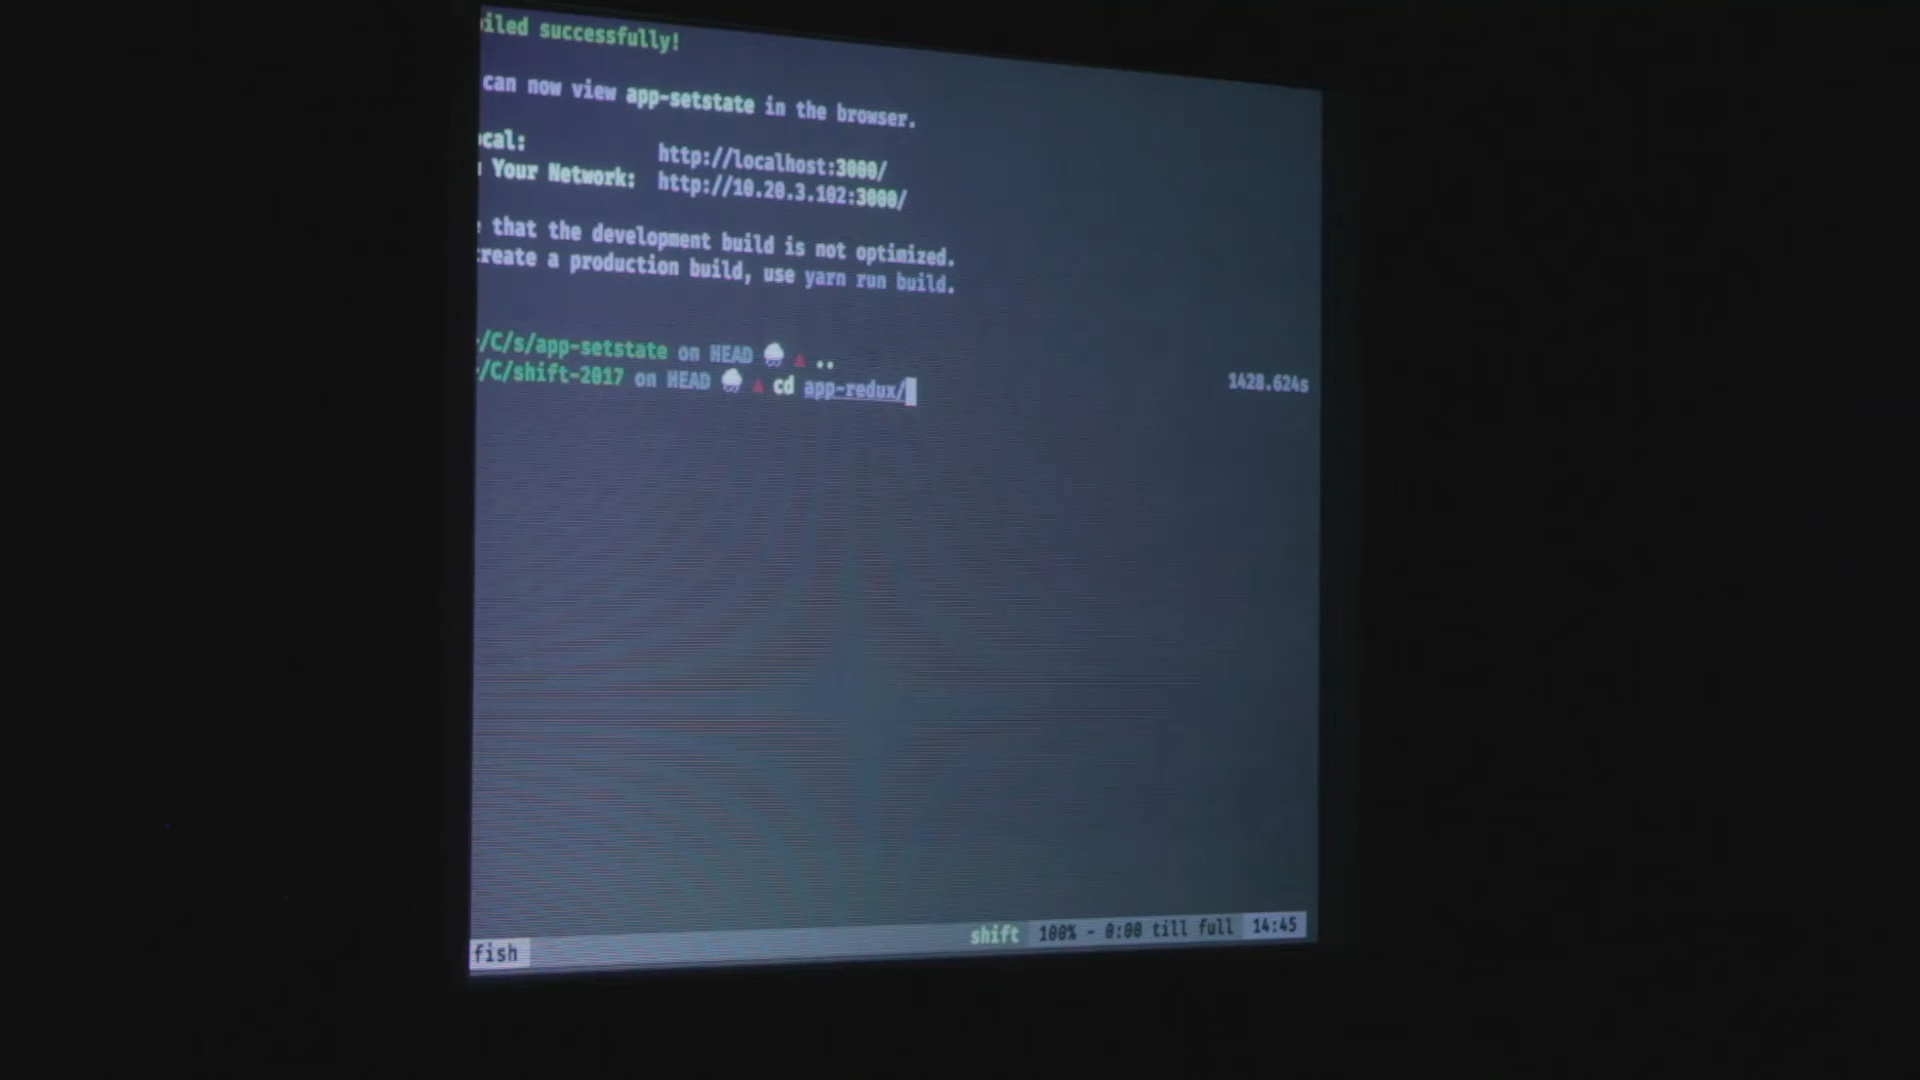 iled successfully!
can now view app-setstate in the browser.
cal: http://localhost:3000/
Your Network: http://10.20.3.102:3000/
that the development build is not optimized.
create a production build, use yarn run build.
/C/s/app-setstate on HEAD ..
/C/shift-2017 on HEAD cd app-redux/ 1428.624s
fish shift 100% - 0:00 till full 14:45